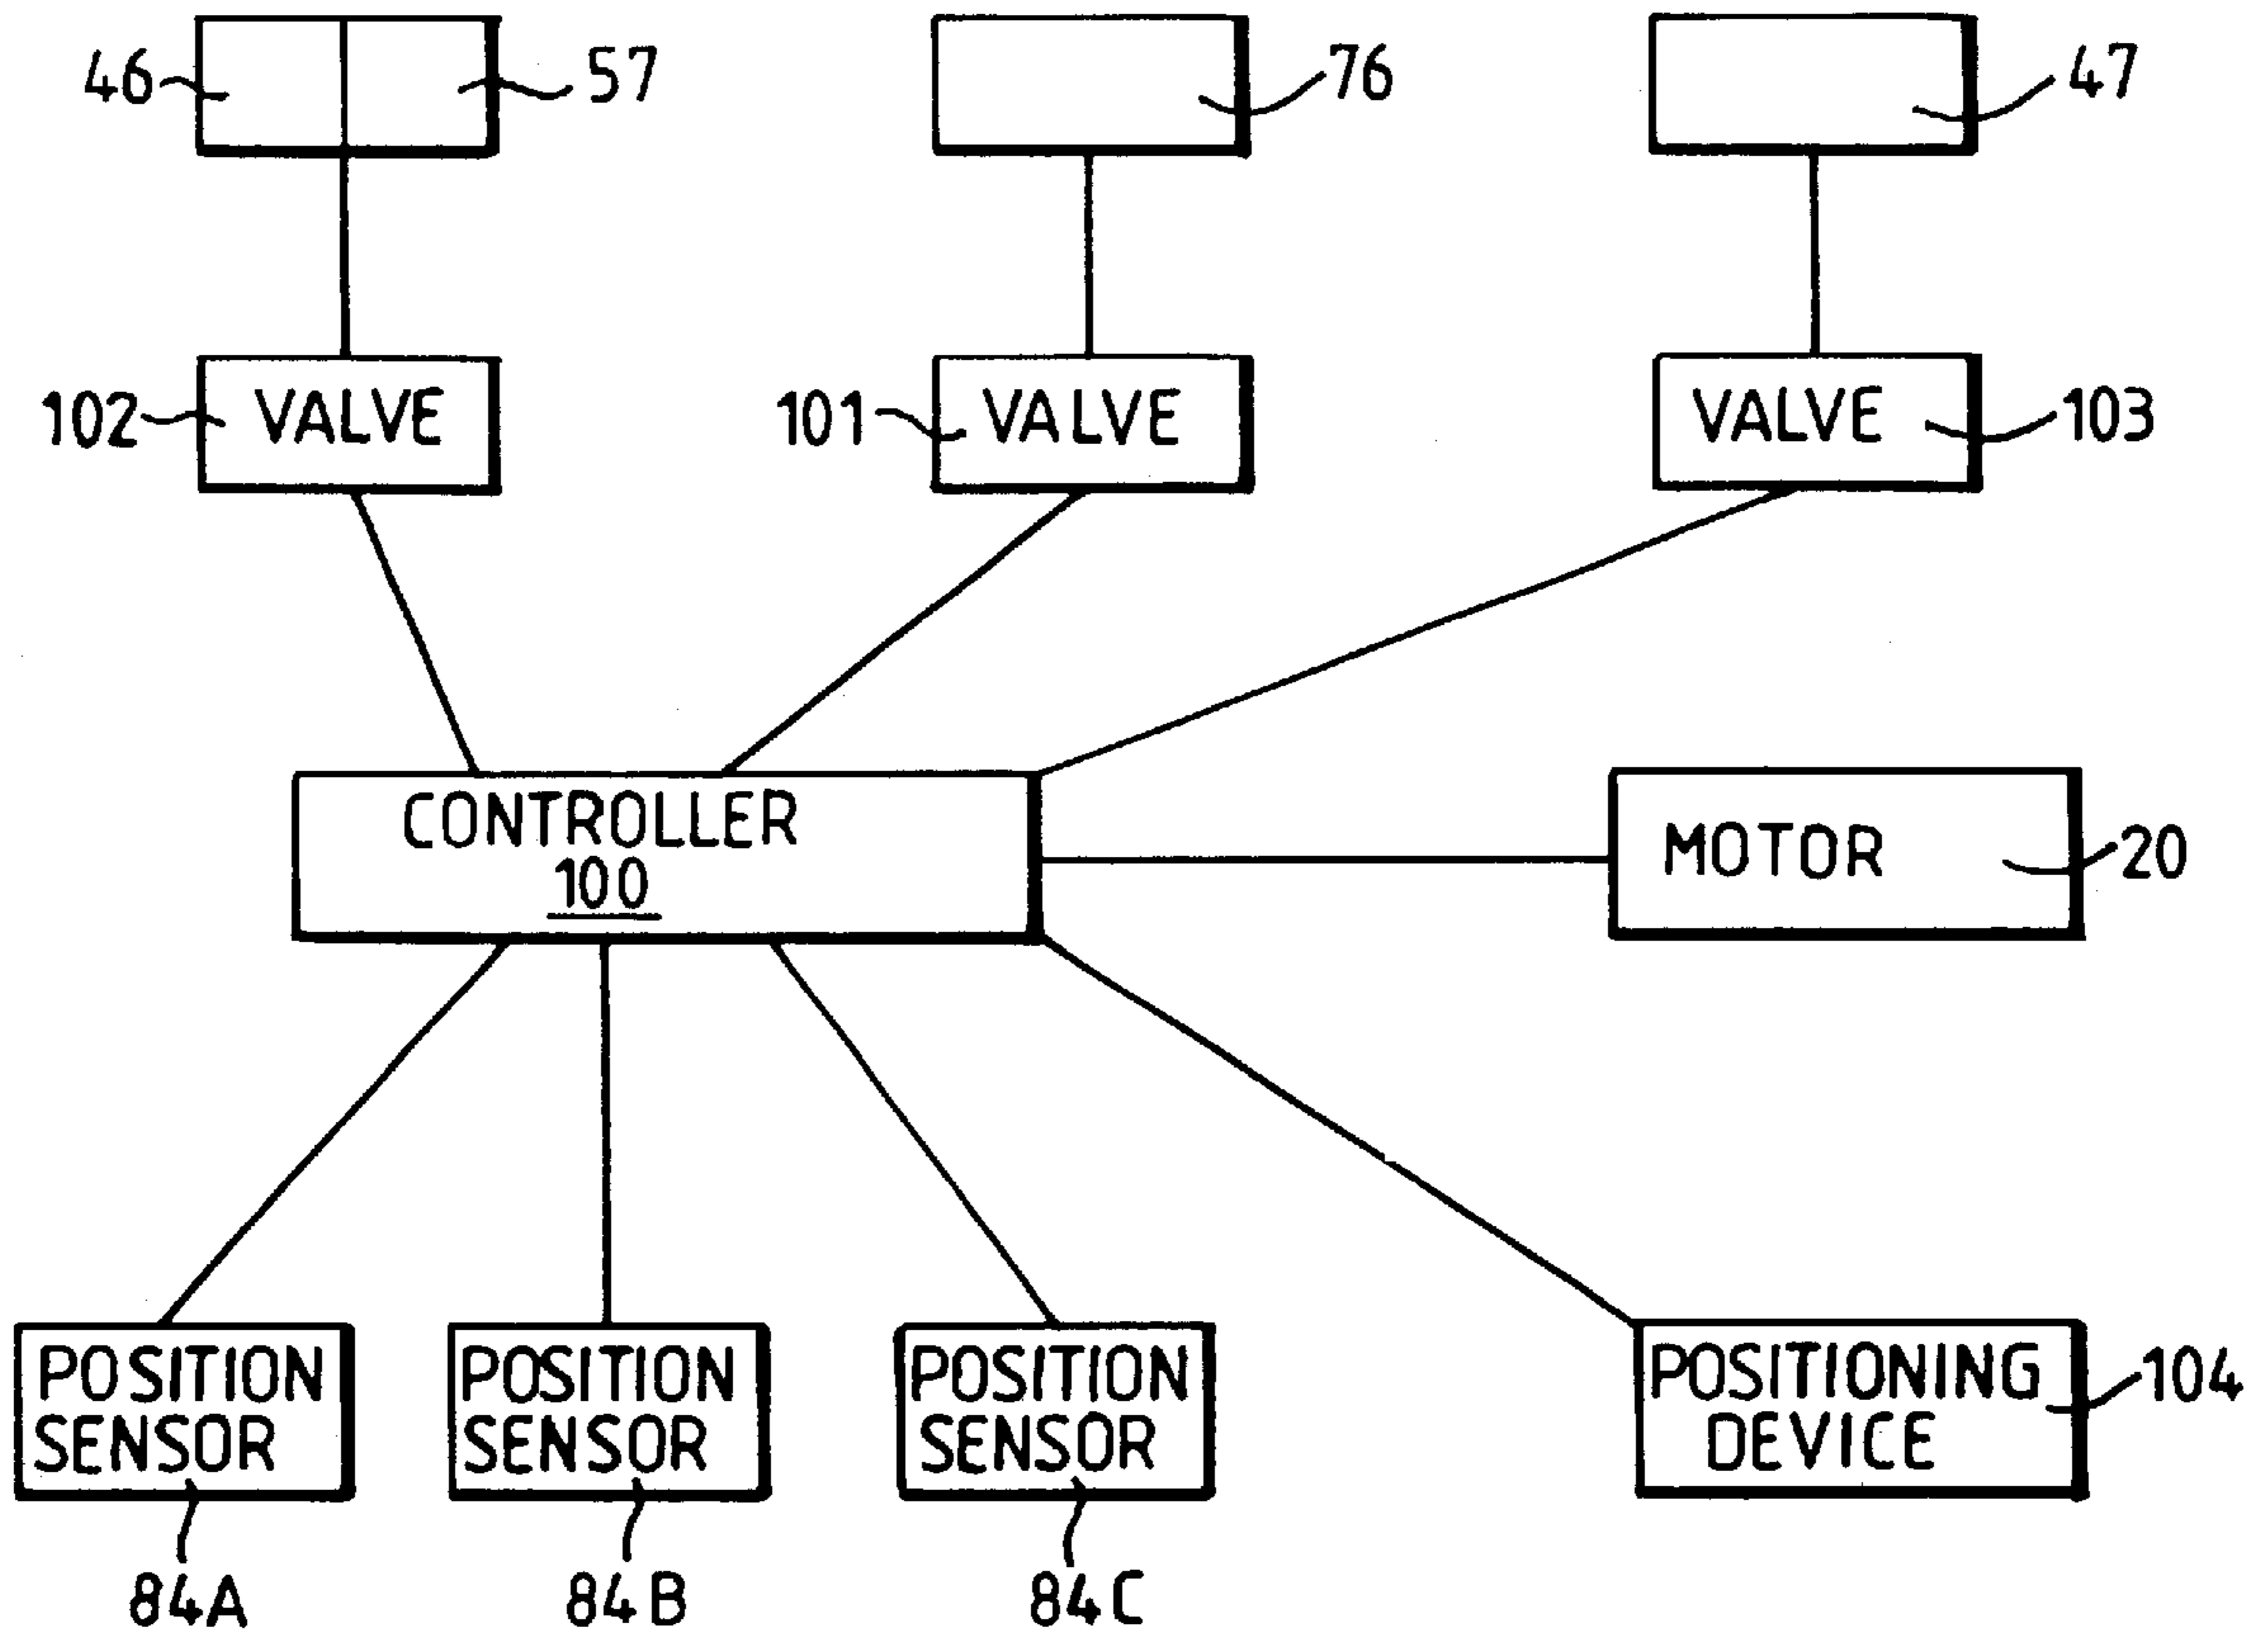 46
57
76
47
102
VALVE
101
VALVE
VALVE
103
CONTROLLER
100
MOTOR
20
POSITION
SENSOR
POSITION
SENSOR
POSITION
SENSOR
POSITIONING
DEVICE
104
84A
84B
84C